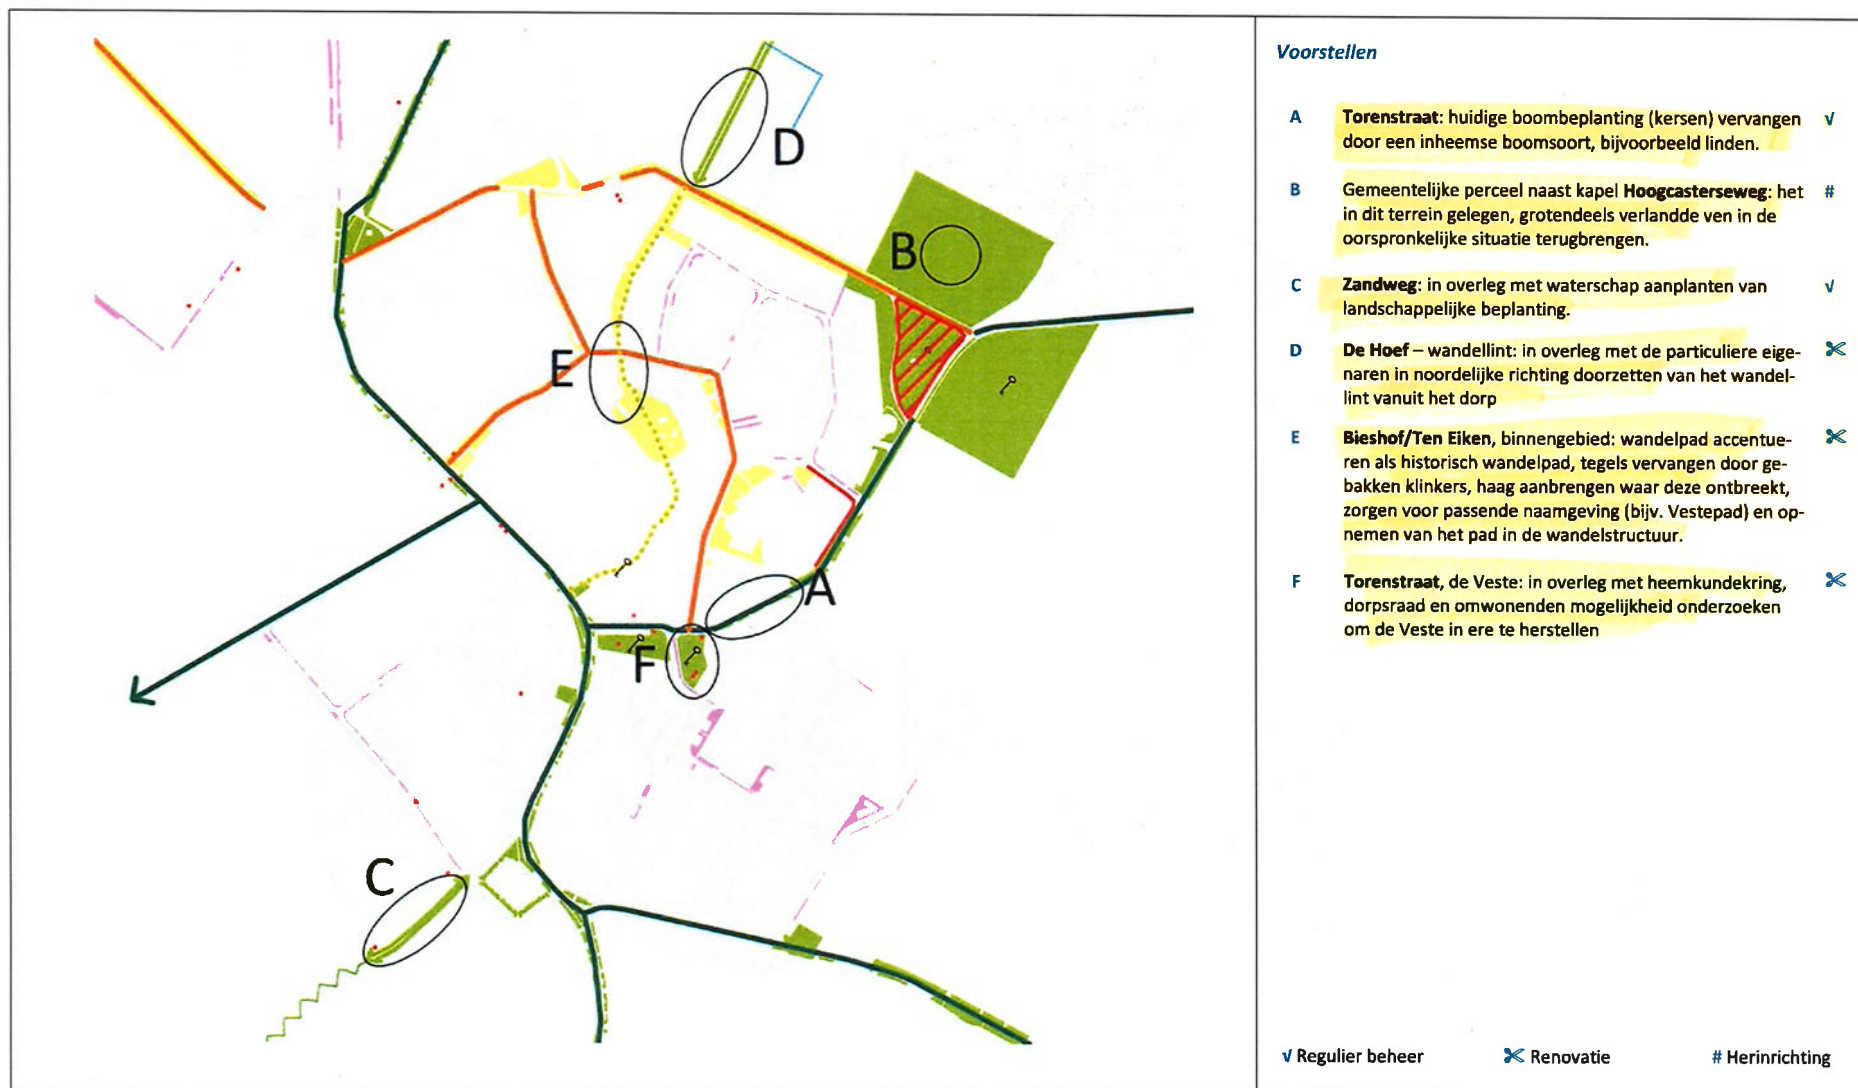 D
B
E
A
F
C
Voorstellen
A Torenstraat: huidige boombeplanting (kersen) vervangen √
door een inheemse boomsoort, bijvoorbeeld linden.
B Gemeentelijke perceel naast kapel Hoogcasterseweg: het #
in dit terrein gelegen, grotendeels verlandde ven in de
oorspronkelijke situatie terugbrengen.
C Zandweg: in overleg met waterschap aanplanten van √
landschappelijke beplanting.
D De Hoef – wandellint: in overleg met de particuliere eige- ✂
naren in noordelijke richting doorzetten van het wandel-
lint vanuit het dorp
E Bieshof/Ten Eiken, binnengebied: wandelpad accentue- ✂
ren als historisch wandelpad, tegels vervangen door ge-
bakken klinkers, haag aanbrengen waar deze ontbreekt,
zorgen voor passende naamgeving (bijv. Vestepad) en op-
nemen van het pad in de wandelstructuur.
F Torenstraat, de Veste: in overleg met heemkundekring, ✂
dorpsraad en omwonenden mogelijkheid onderzoeken
om de Veste in ere te herstellen
√ Regulier beheer ✂ Renovatie # Herinrichting